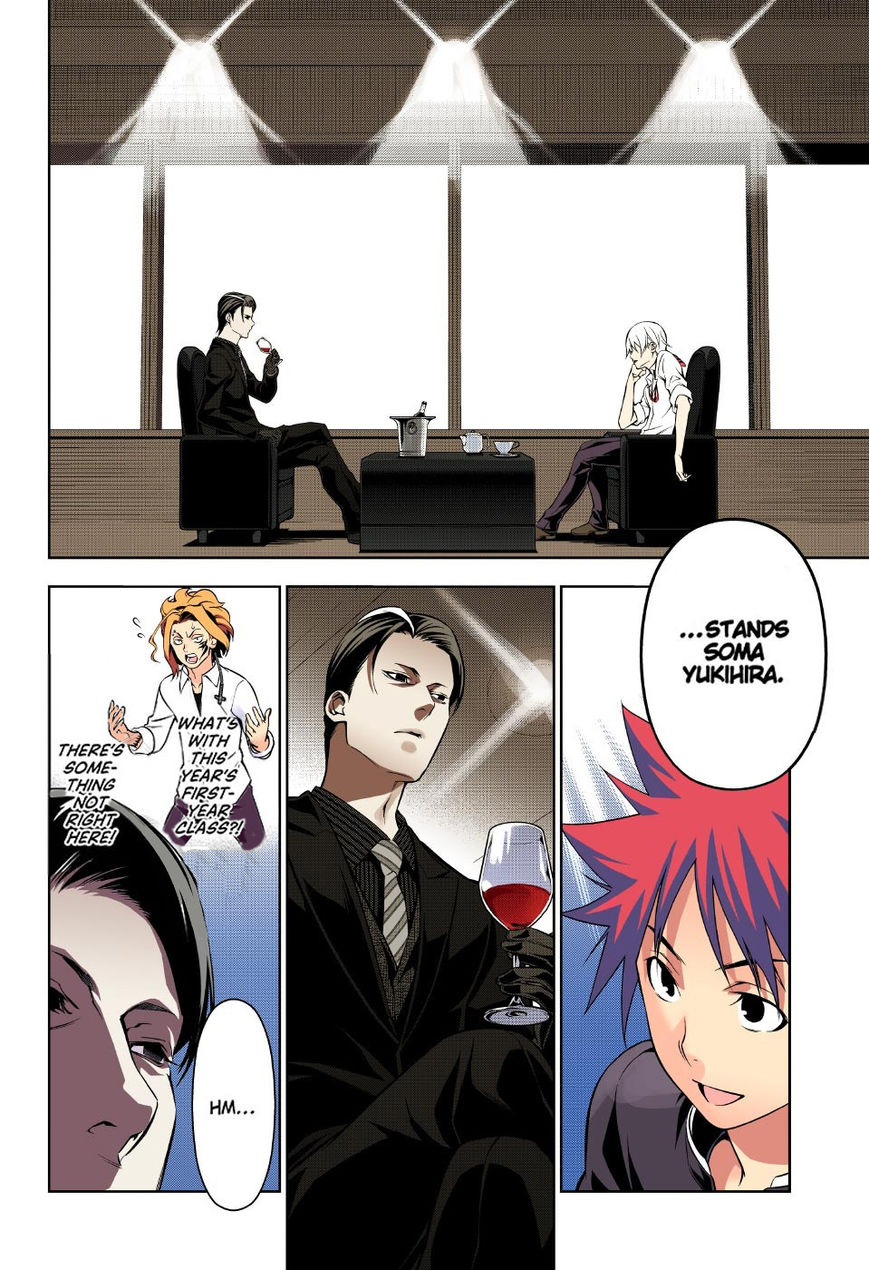 ...STANDS
SOMA
YUKIHIRA.
WHAT'S
WITH
THIS
YEAR'S
FIRST-
YEAR
CLASS?!
THERE'S
SOME-
THING
NOT
RIGHT
HERE!
HM...